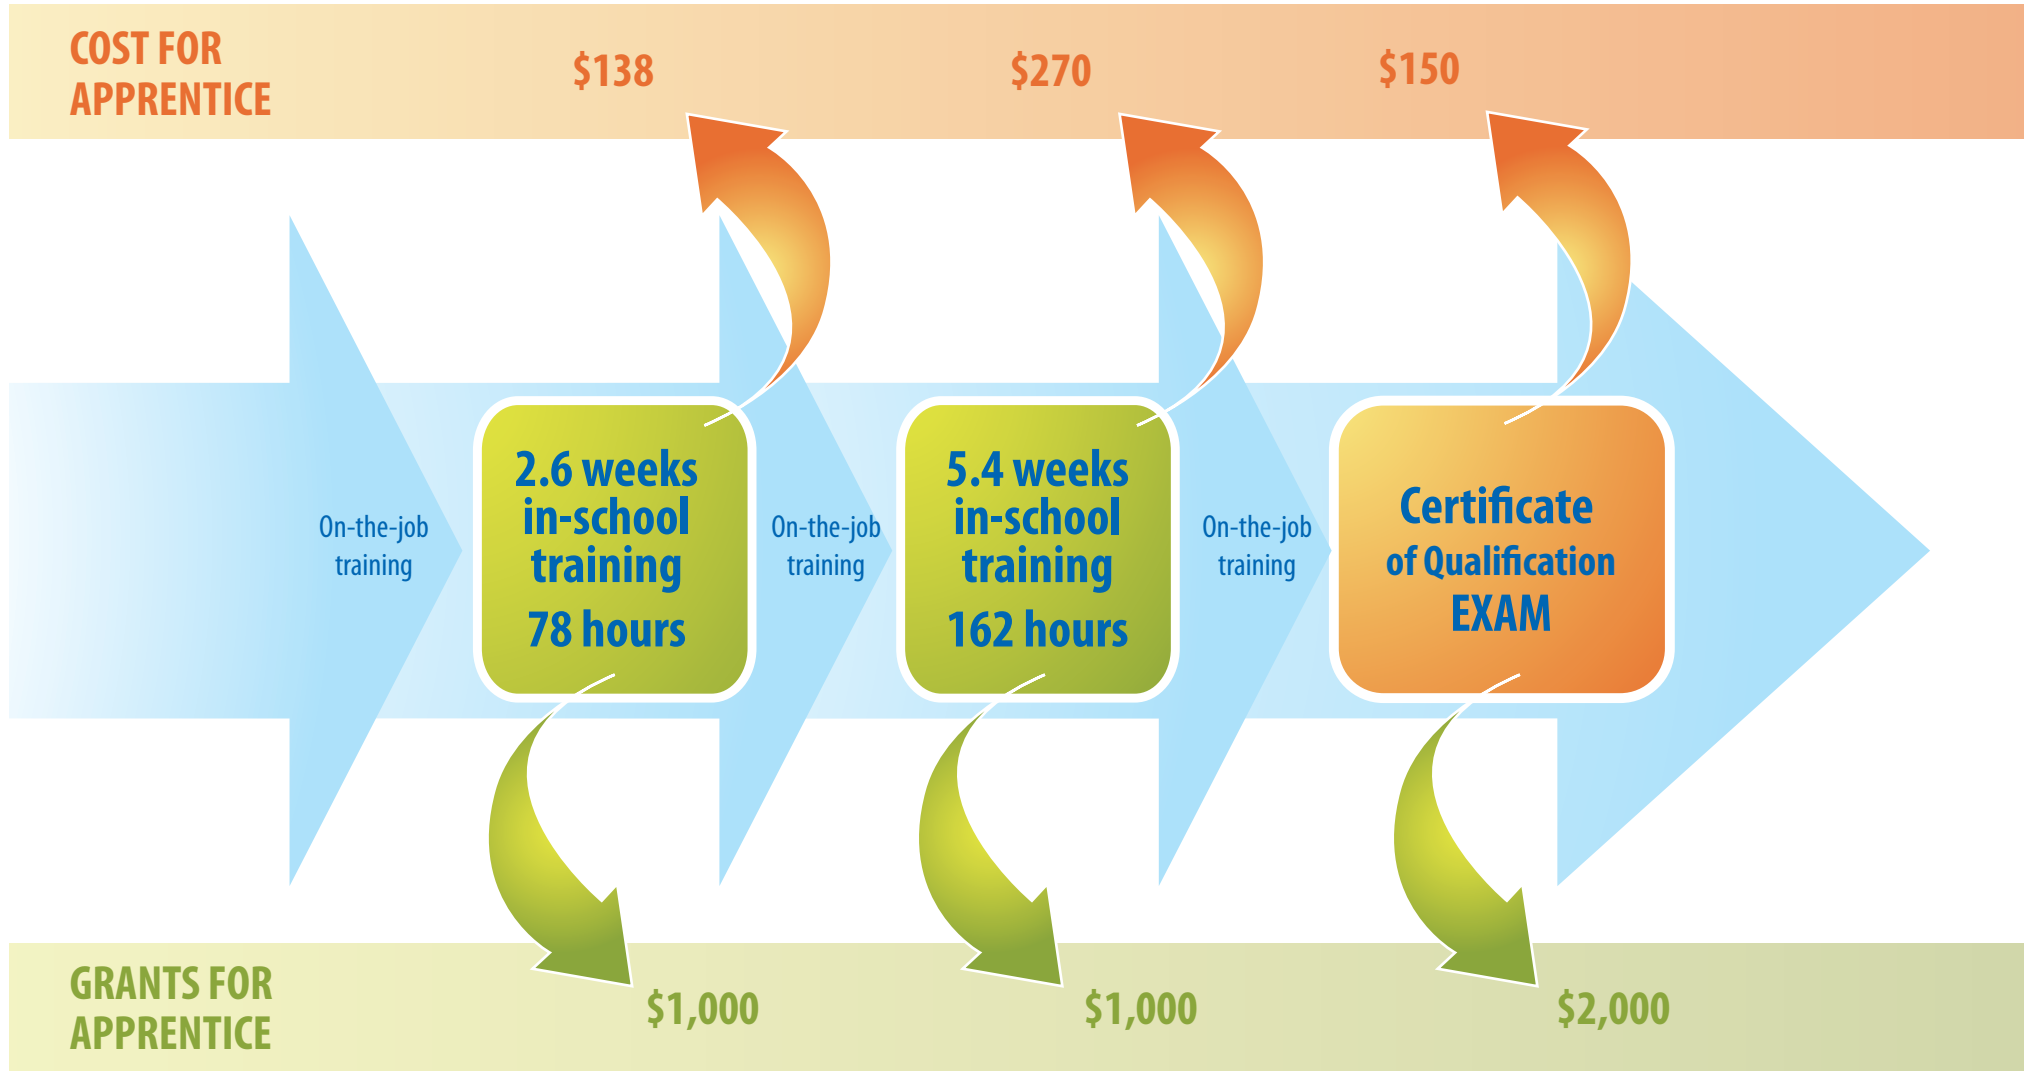 COST FOR
APPRENTICE
$138
$270
$150
On-the-job
training
2.6 weeks
in-school
training
78 hours
On-the-job
training
5.4 weeks
in-school
training
162 hours
On-the-job
training
Certificate
of Qualification
EXAM
GRANTS FOR
APPRENTICE
$1,000
$1,000
$2,000